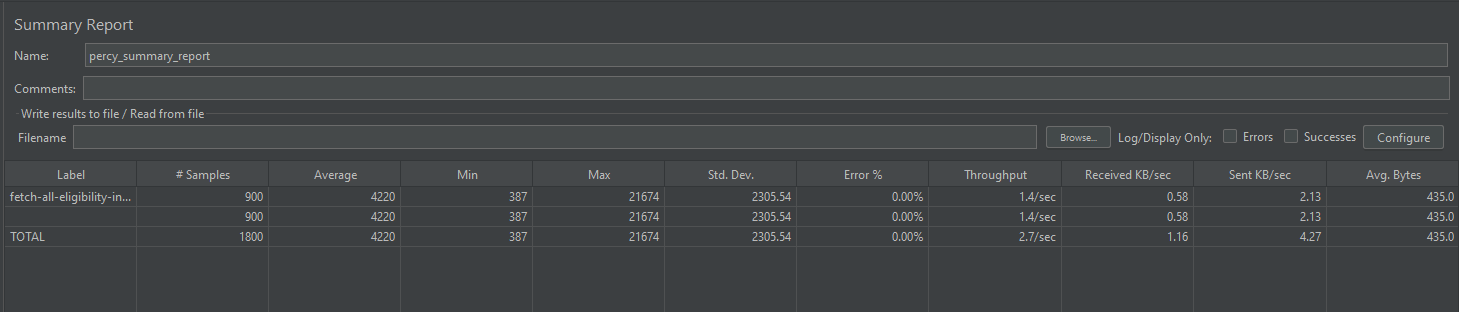 Summary Report
Name: percy_summary_report
Comments:
Write results to file / Read from file
Filename Browse... Log/Display Only: Errors Successes Configure
Label # Samples Average Min Max Std. Dev. Error % Throughput Received KB/sec Sent KB/sec Avg. Bytes
fetch-all-eligibility-in... 900 4220 387 21674 2305.54 0.00% 1.4/sec 0.58 2.13 435.0
900 4220 387 21674 2305.54 0.00% 1.4/sec 0.58 2.13 435.0
TOTAL 1800 4220 387 21674 2305.54 0.00% 2.7/sec 1.16 4.27 435.0